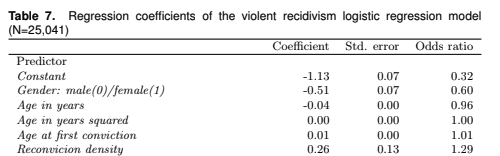 Table 7. Regression coefficients of the violent recidivism logistic regression model
(N=25,041)
Coefficient Std. error Odds ratio
Predictor
Constant -1.13 0.07 0.32
Gender: male(0)/female(1) -0.51 0.07 0.60
Age in years -0.04 0.00 0.96
Age in years squared 0.00 0.00 1.00
Age at first conviction 0.01 0.00 1.01
Reconvicion density 0.26 0.13 1.29